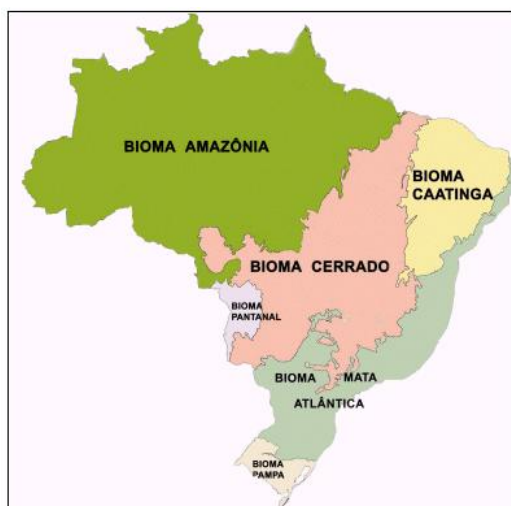 BIOMA AMAZÔNIA
BIOMA
CAATINGA
BIOMA CERRADO
BIOMA
PANTANAL
BIOMA MATA
ATLÂNTICA
BIOMA
PAMPA